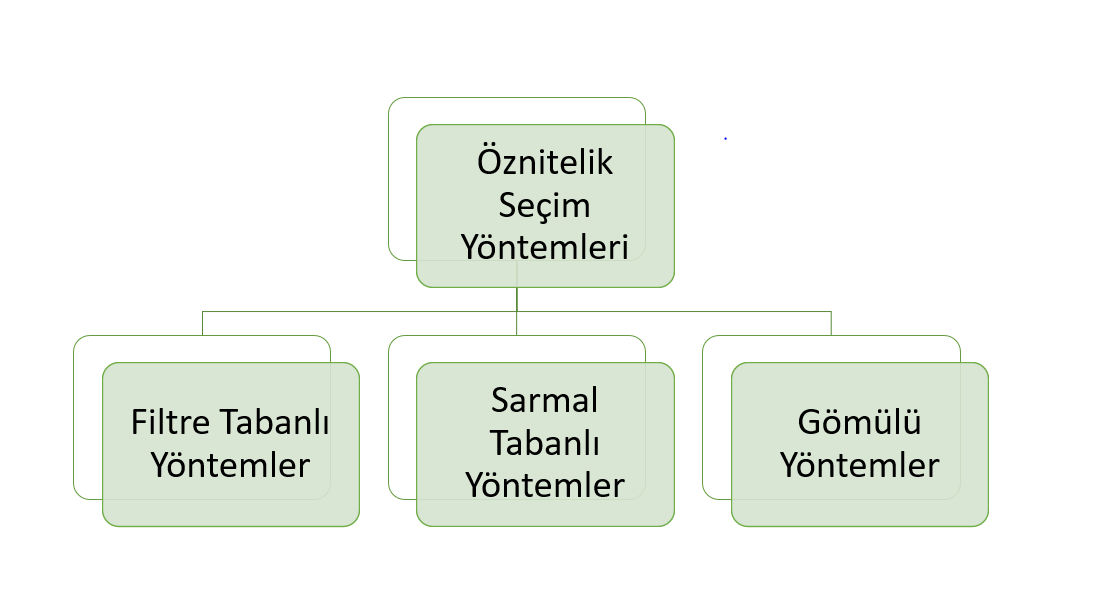 Öznitelik
Seçim
Yöntemleri
Filtre Tabanlı
Yöntemler
Sarmal
Tabanlı
Yöntemler
Gömülü
Yöntemler